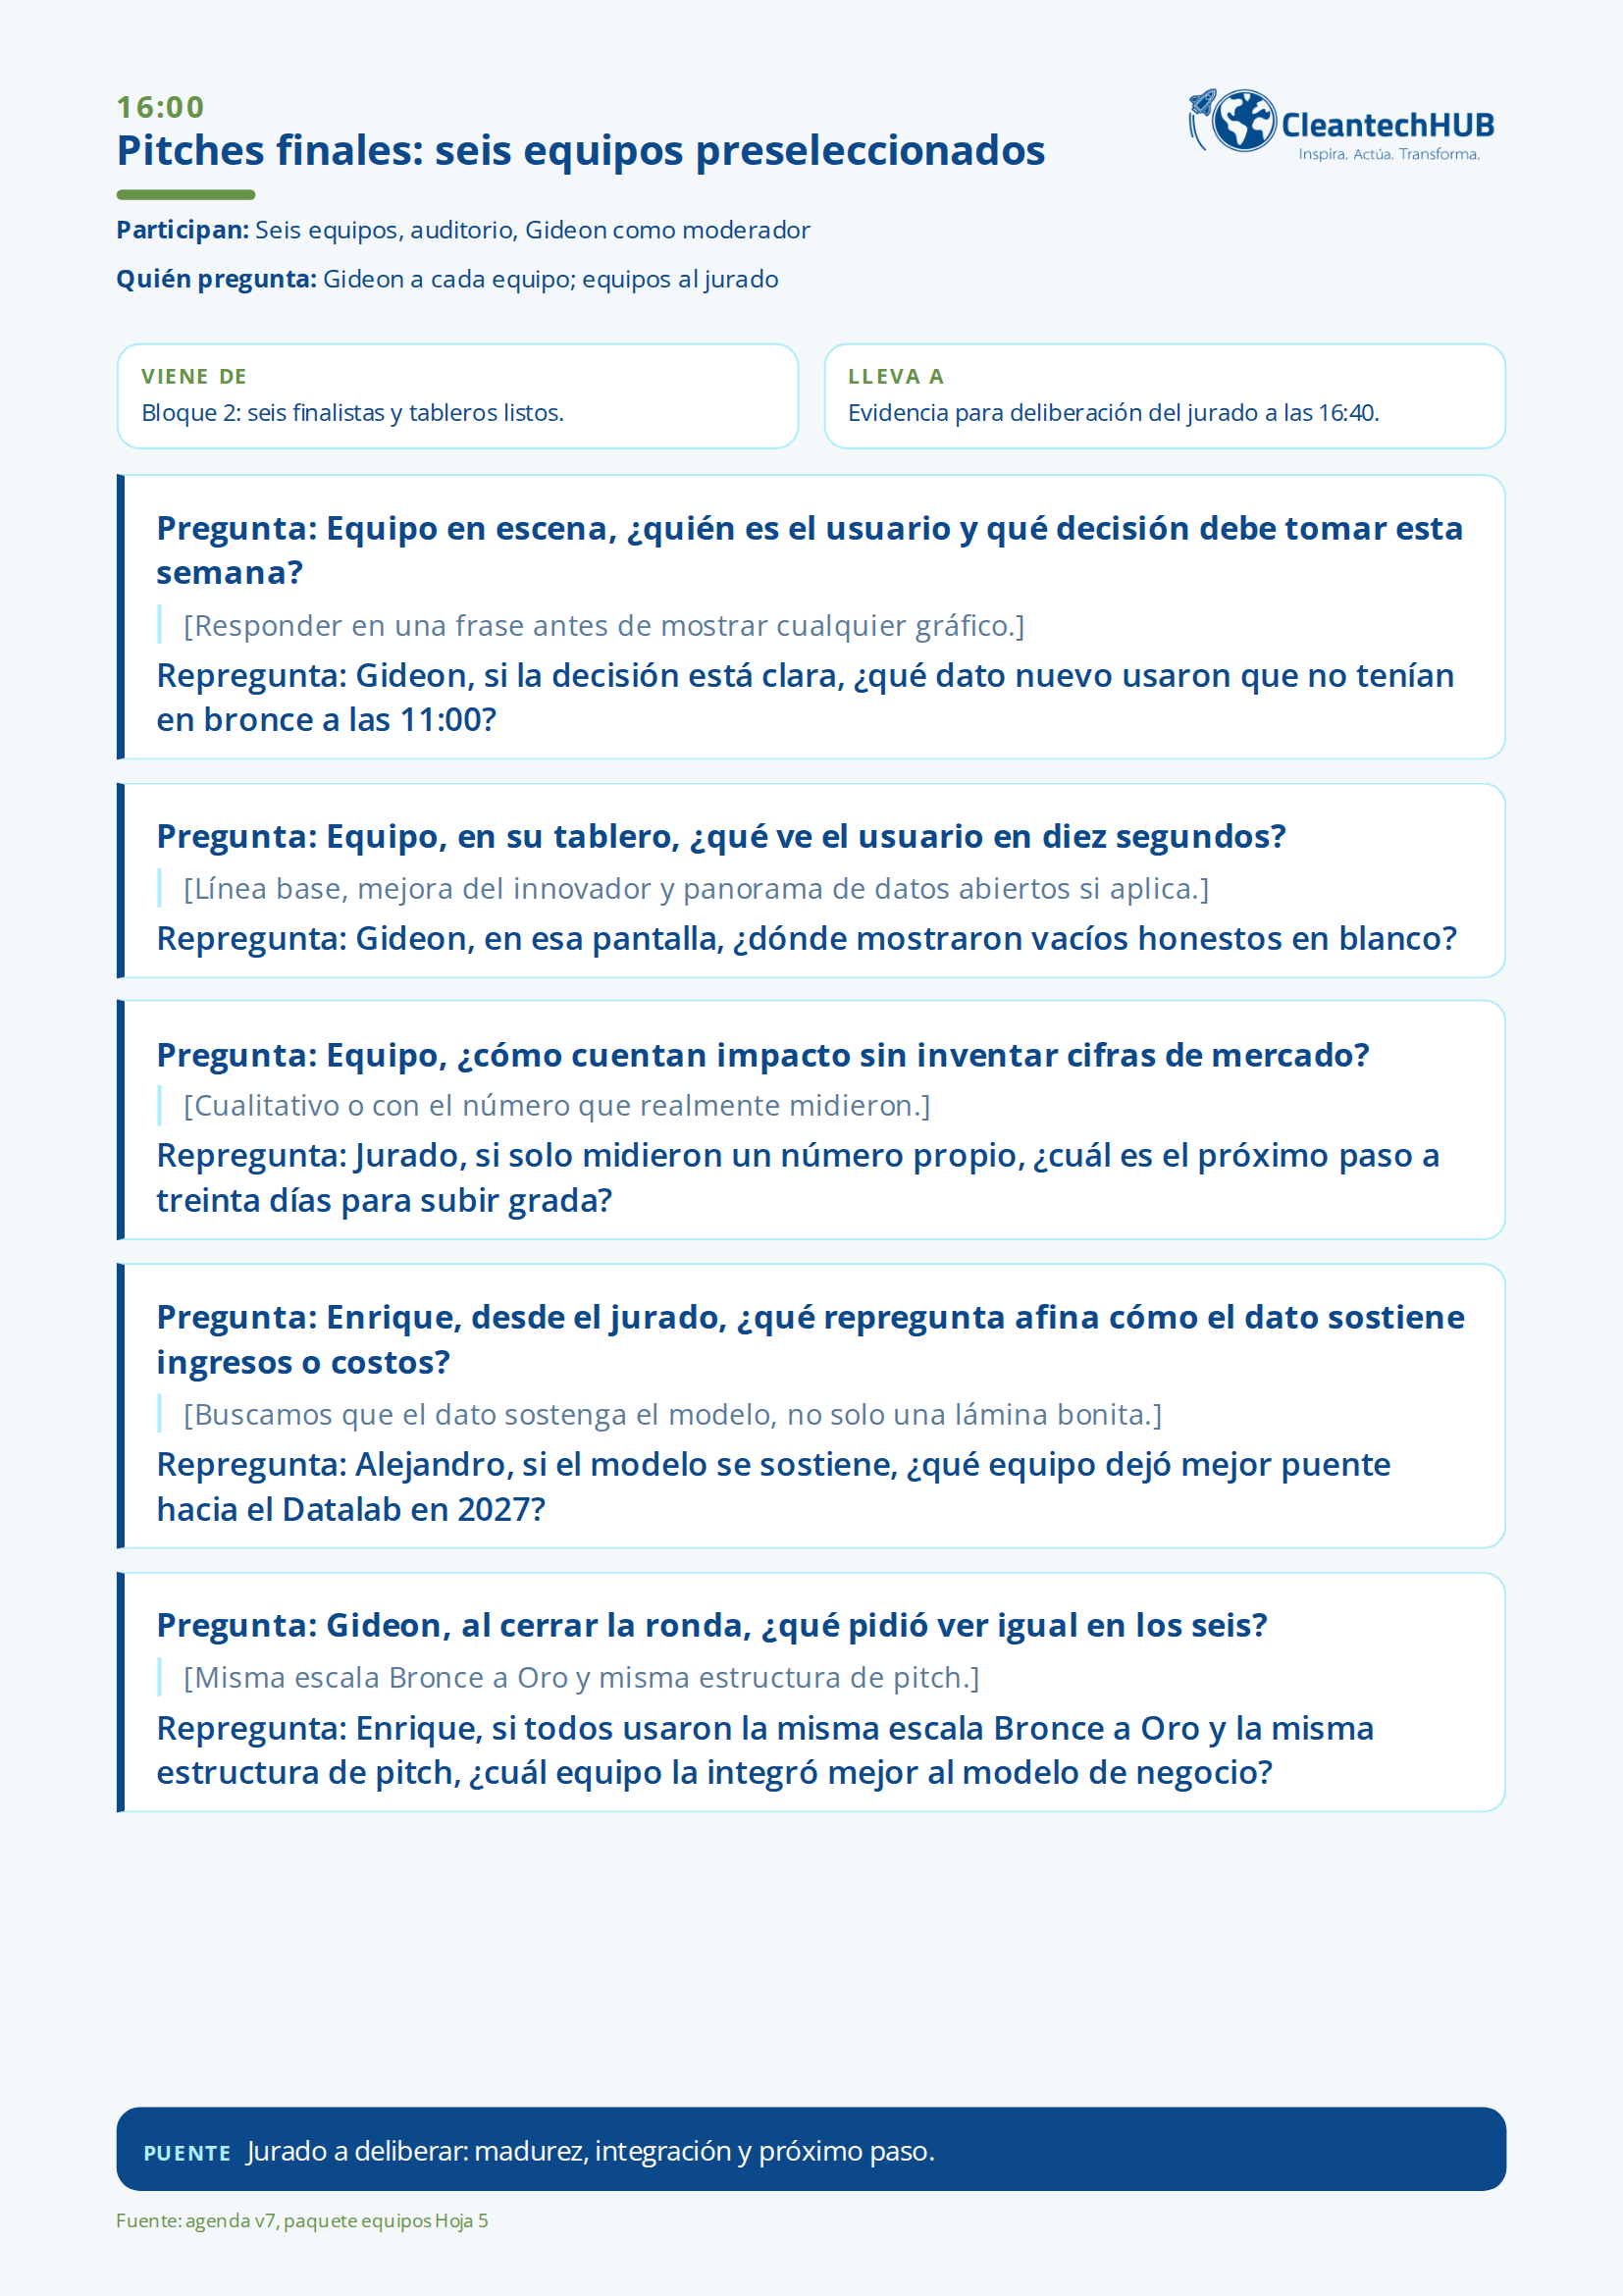 16:00
Pitches finales: seis equipos preseleccionados
CleantechHUB
Inspira. Actúa. Transforma.
Participan: Seis equipos, auditorio, Gideon como moderador
Quién pregunta: Gideon a cada equipo; equipos al jurado
VIENE DE
Bloque 2: seis finalistas y tableros listos.
LLEVA A
Evidencia para deliberación del jurado a las 16:40.
Pregunta: Equipo en escena, ¿quién es el usuario y qué decisión debe tomar esta
semana?
[Responder en una frase antes de mostrar cualquier gráfico.]
Repregunta: Gideon, si la decisión está clara, ¿qué dato nuevo usaron que no tenían
en bronce a las 11:00?
Pregunta: Equipo, en su tablero, ¿qué ve el usuario en diez segundos?
[Línea base, mejora del innovador y panorama de datos abiertos si aplica.]
Repregunta: Gideon, en esa pantalla, ¿dónde mostraron vacíos honestos en blanco?
Pregunta: Equipo, ¿cómo cuentan impacto sin inventar cifras de mercado?
[Cualitativo o con el número que realmente midieron.]
Repregunta: Jurado, si solo midieron un número propio, ¿cuál es el próximo paso a
treinta días para subir grada?
Pregunta: Enrique, desde el jurado, ¿qué repregunta afina cómo el dato sostiene
ingresos o costos?
[Buscamos que el dato sostenga el modelo, no solo una lámina bonita.]
Repregunta: Alejandro, si el modelo se sostiene, ¿qué equipo dejó mejor puente
hacia el Datalab en 2027?
Pregunta: Gideon, al cerrar la ronda, ¿qué pidió ver igual en los seis?
[Misma escala Bronce a Oro y misma estructura de pitch.]
Repregunta: Enrique, si todos usaron la misma escala Bronce a Oro y la misma
estructura de pitch, ¿cuál equipo la integró mejor al modelo de negocio?
PUENTE Jurado a deliberar: madurez, integración y próximo paso.
Fuente: agenda v7, paquete equipos Hoja 5